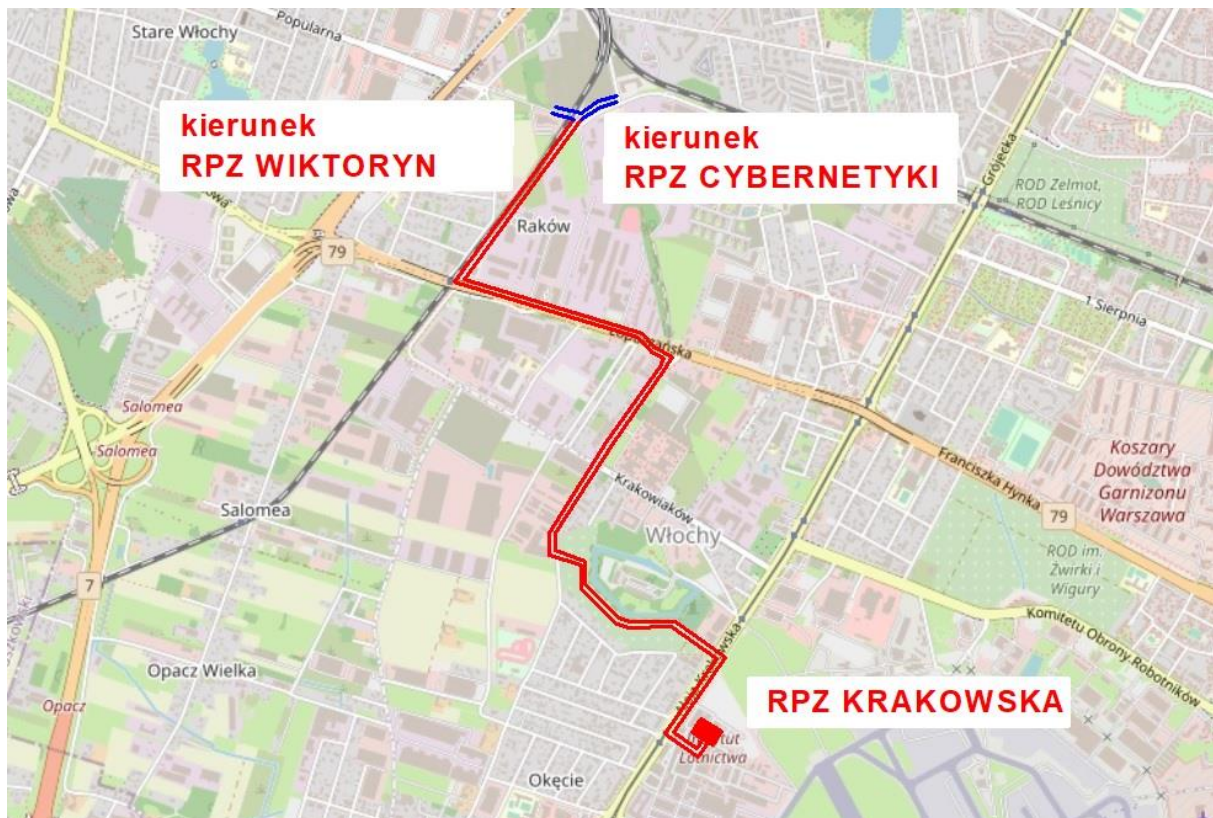 Stare Włochy
Popularna
kierunek
RPZ WIKTORYN
kierunek
RPZ CYBERNETYKI
Grójecka
ROD Zelmot,
ROD Leśnicy
Raków
79
1 Sierpnia
Salomea
Salomea
Salomea
Krakowiaków
Włochy
Franciszka Hynka
79
Koszary
Dowództwa
Garnizonu
Warszawa
ROD im.
Żwirki i
Wigury
7
Komitetu Obrony Robotników
Opacz Wielka
Opacz
RPZ KRAKOWSKA
Lotnictwa
Okęcie